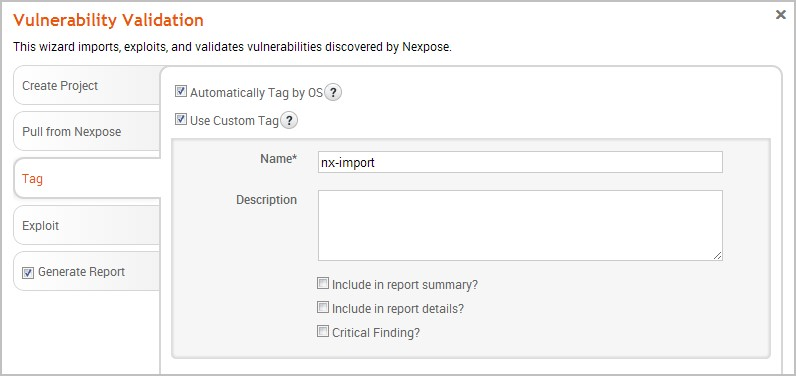 Vulnerability Validation
This wizard imports, exploits, and validates vulnerabilities discovered by Nexpose.
Create Project
Pull from Nexpose
Tag
Exploit
Generate Report
Automatically Tag by OS ?
Use Custom Tag ?
Name* nx-import
Description
Include in report summary?
Include in report details?
Critical Finding?